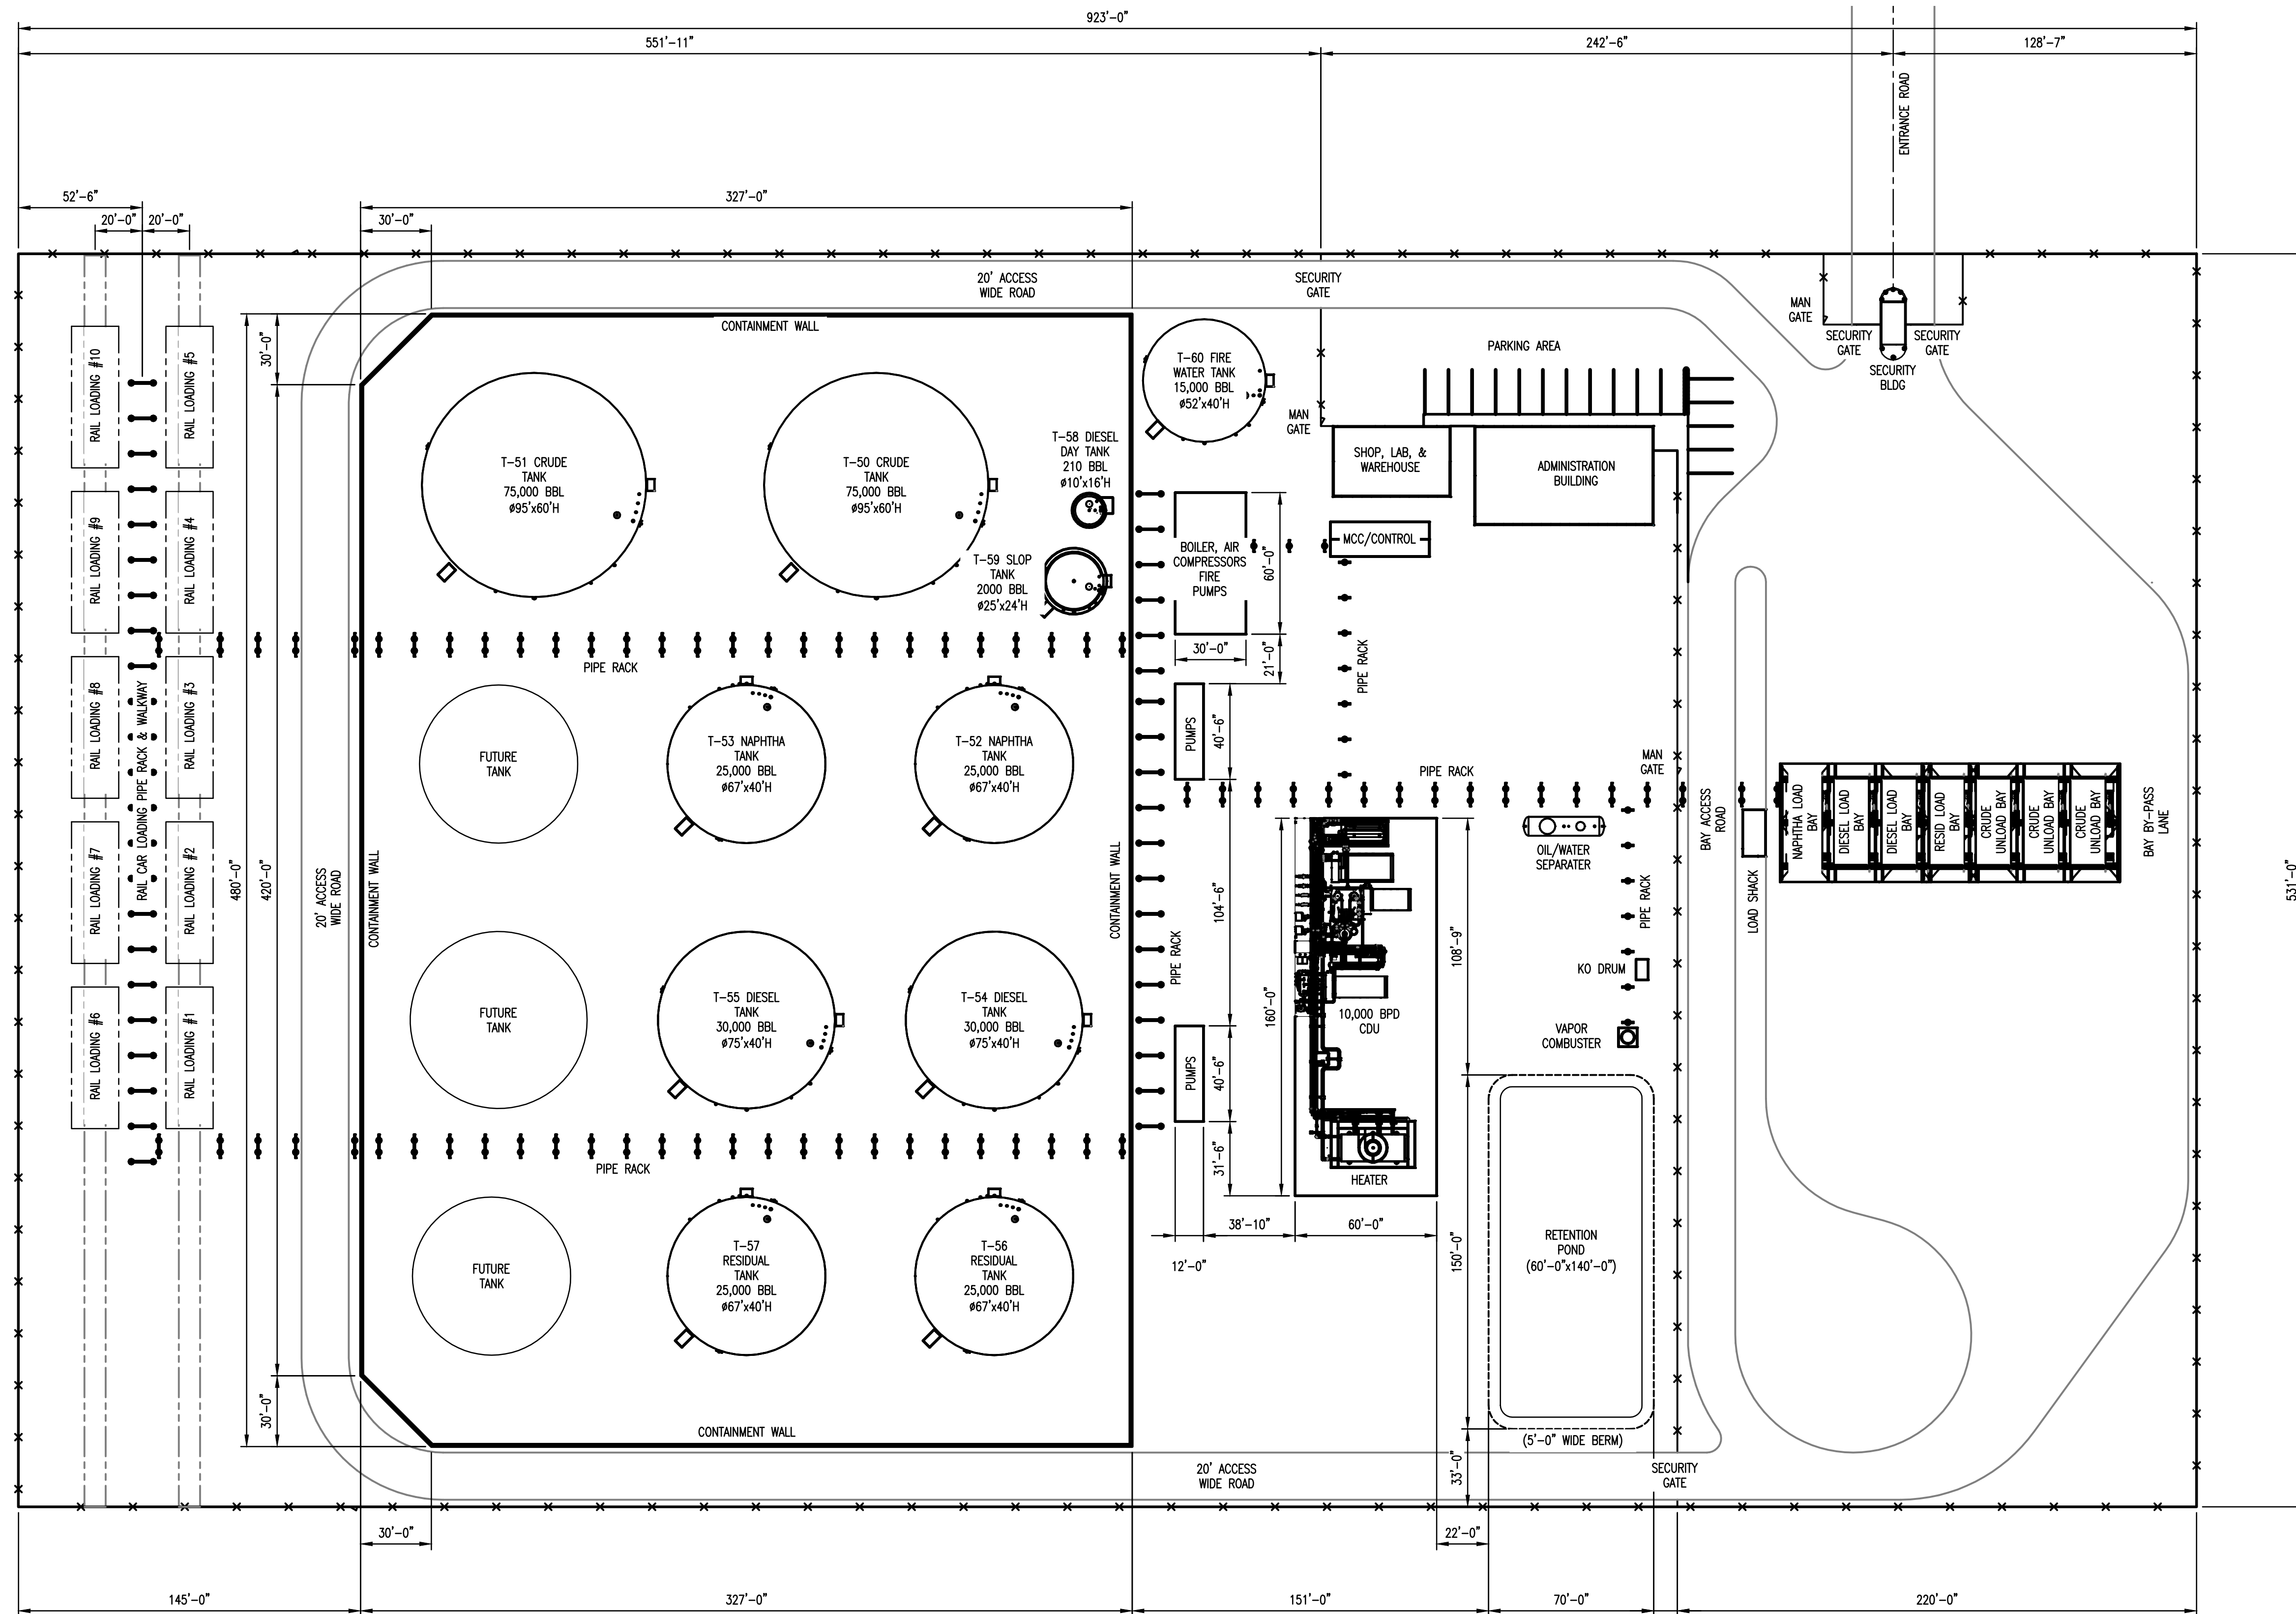 923'-0"
551'-11"
242'-6"
128'-7"
ENTRANCE ROAD
52'-6"
20'-0"
20'-0"
327'-0"
30'-0"
20' ACCESS
WIDE ROAD
SECURITY
GATE
MAN
GATE
SECURITY
GATE
SECURITY
GATE
SECURITY
BLDG
CONTAINMENT WALL
PARKING AREA
T-60 FIRE
WATER TANK
15,000 BBL
ø52'x40'H
MAN
GATE
30'-0"
RAIL LOADING #10
RAIL LOADING #5
T-51 CRUDE
TANK
75,000 BBL
ø95'x60'H
T-50 CRUDE
TANK
75,000 BBL
ø95'x60'H
T-58 DIESEL
DAY TANK
210 BBL
ø10'x16'H
SHOP, LAB, &
WAREHOUSE
ADMINISTRATION
BUILDING
RAIL LOADING #9
RAIL LOADING #4
T-59 SLOP
TANK
2000 BBL
ø25'x24'H
BOILER, AIR
COMPRESSORS
FIRE
PUMPS
60'-0"
MCC/CONTROL
30'-0"
21'-0"
PIPE RACK
PIPE RACK
RAIL LOADING #8
RAIL CAR LOADING PIPE RACK & WALKWAY
RAIL LOADING #3
FUTURE
TANK
T-53 NAPHTHA
TANK
25,000 BBL
ø67'x40'H
T-52 NAPHTHA
TANK
25,000 BBL
ø67'x40'H
PUMPS
40'-6"
PIPE RACK
MAN
GATE
BAY ACCESS
ROAD
LOAD SHACK
NAPHTHA LOAD
BAY
DIESEL LOAD
BAY
DIESEL LOAD
BAY
RESID LOAD
BAY
CRUDE
UNLOAD BAY
CRUDE
UNLOAD BAY
CRUDE
UNLOAD BAY
BAY BY-PASS
LANE
531'-0"
OIL/WATER
SEPARATER
RAIL LOADING #7
RAIL LOADING #2
480'-0"
420'-0"
20' ACCESS
WIDE ROAD
CONTAINMENT WALL
CONTAINMENT WALL
PIPE RACK
104'-6"
160'-0"
108'-9"
PIPE RACK
KO DRUM
VAPOR
COMBUSTER
10,000 BPD
CDU
RAIL LOADING #6
RAIL LOADING #1
FUTURE
TANK
T-55 DIESEL
TANK
30,000 BBL
ø75'x40'H
T-54 DIESEL
TANK
30,000 BBL
ø75'x40'H
PUMPS
40'-6"
PIPE RACK
31'-6"
HEATER
38'-10"
60'-0"
12'-0"
FUTURE
TANK
T-57
RESIDUAL
TANK
25,000 BBL
ø67'x40'H
T-56
RESIDUAL
TANK
25,000 BBL
ø67'x40'H
150'-0"
RETENTION
POND
(60'-0"x140'-0")
30'-0"
CONTAINMENT WALL
(5'-0" WIDE BERM)
33'-0"
20' ACCESS
WIDE ROAD
SECURITY
GATE
30'-0"
22'-0"
145'-0"
327'-0"
151'-0"
70'-0"
220'-0"